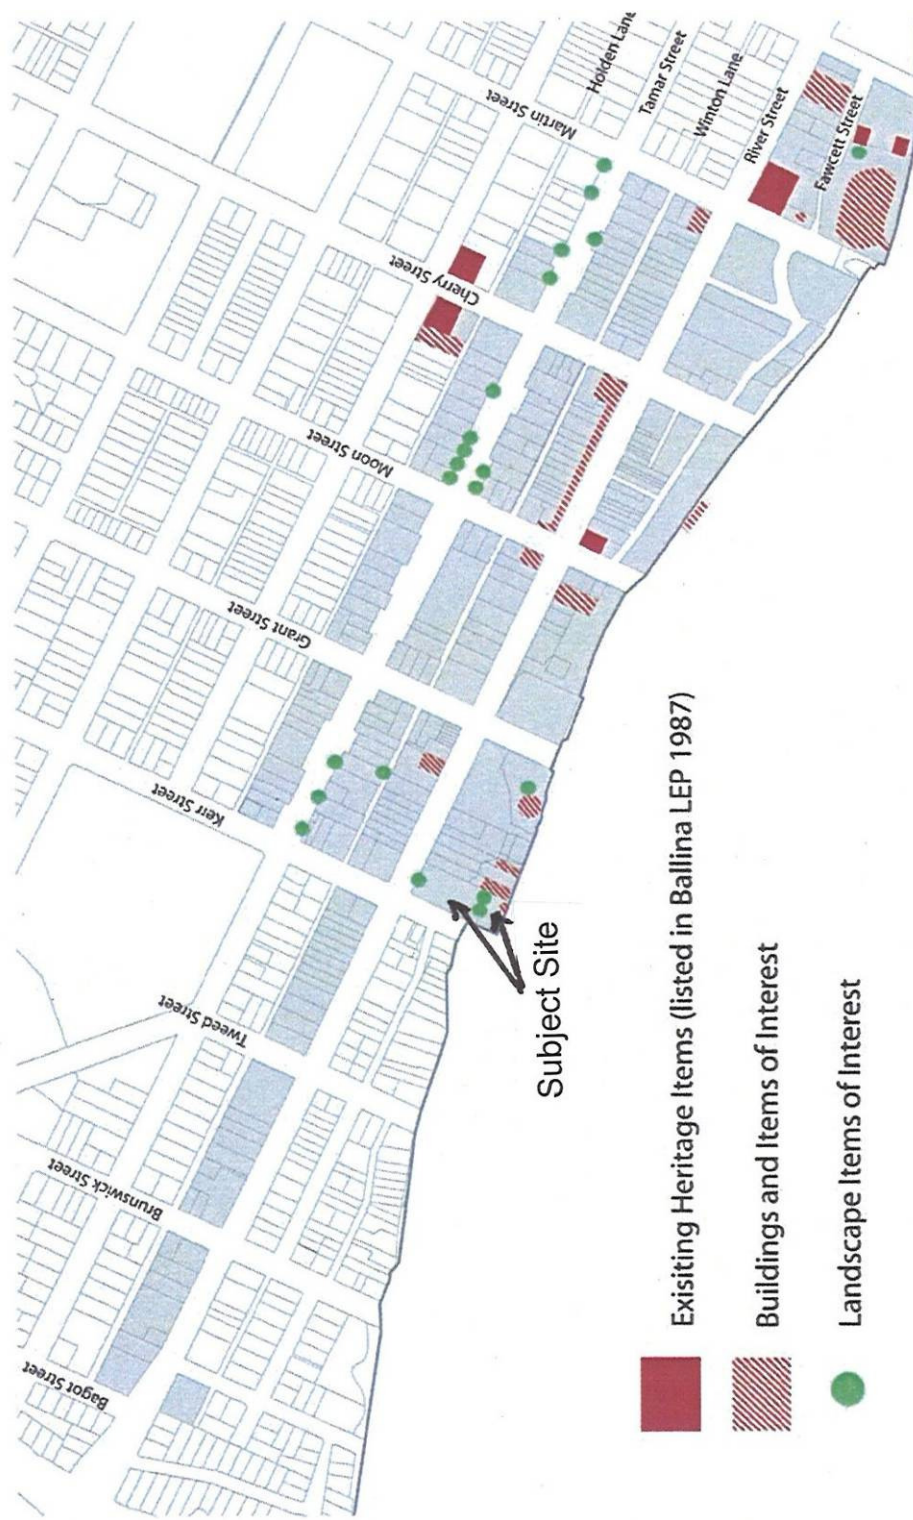 Holden Lane
Tamar Street
Winton Lane
River Street
Fawcett Street
Martin Street
Cherry Street
Moon Street
Grant Street
Kerr Street
Tweed Street
Brunswick Street
Bagot Street
Subject Site
Exisiting Heritage Items (listed in Ballina LEP 1987)
Buildings and Items of Interest
Landscape Items of Interest